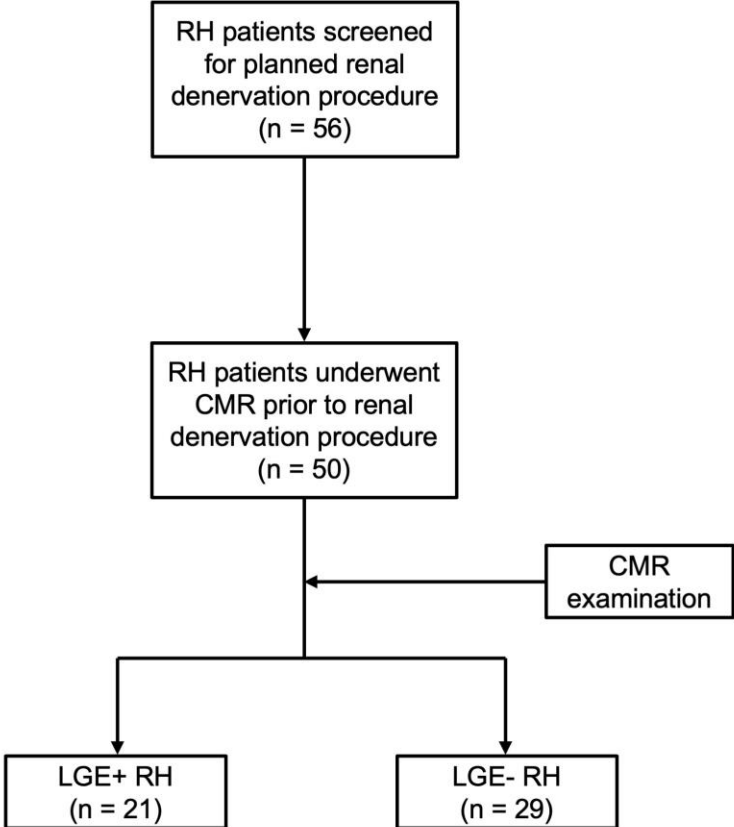 RH patients screened
for planned renal
denervation procedure
(n = 56)
RH patients underwent
CMR prior to renal
denervation procedure
(n = 50)
CMR
examination
LGE+ RH
(n = 21)
LGE- RH
(n = 29)